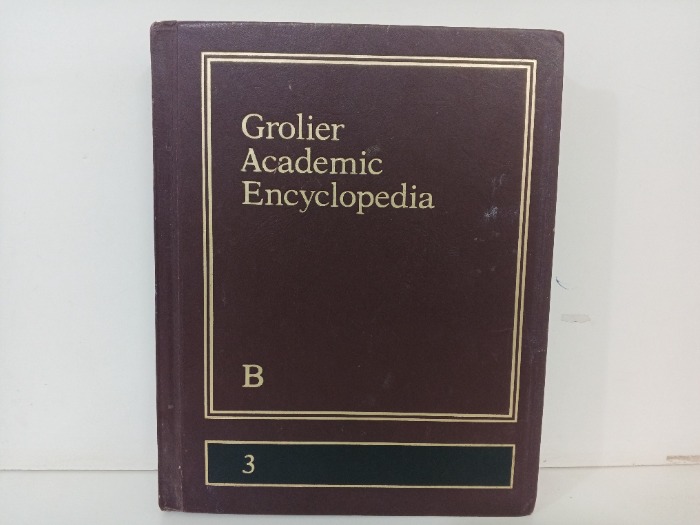 Grolier
Academic
Encyclopedia
B
3